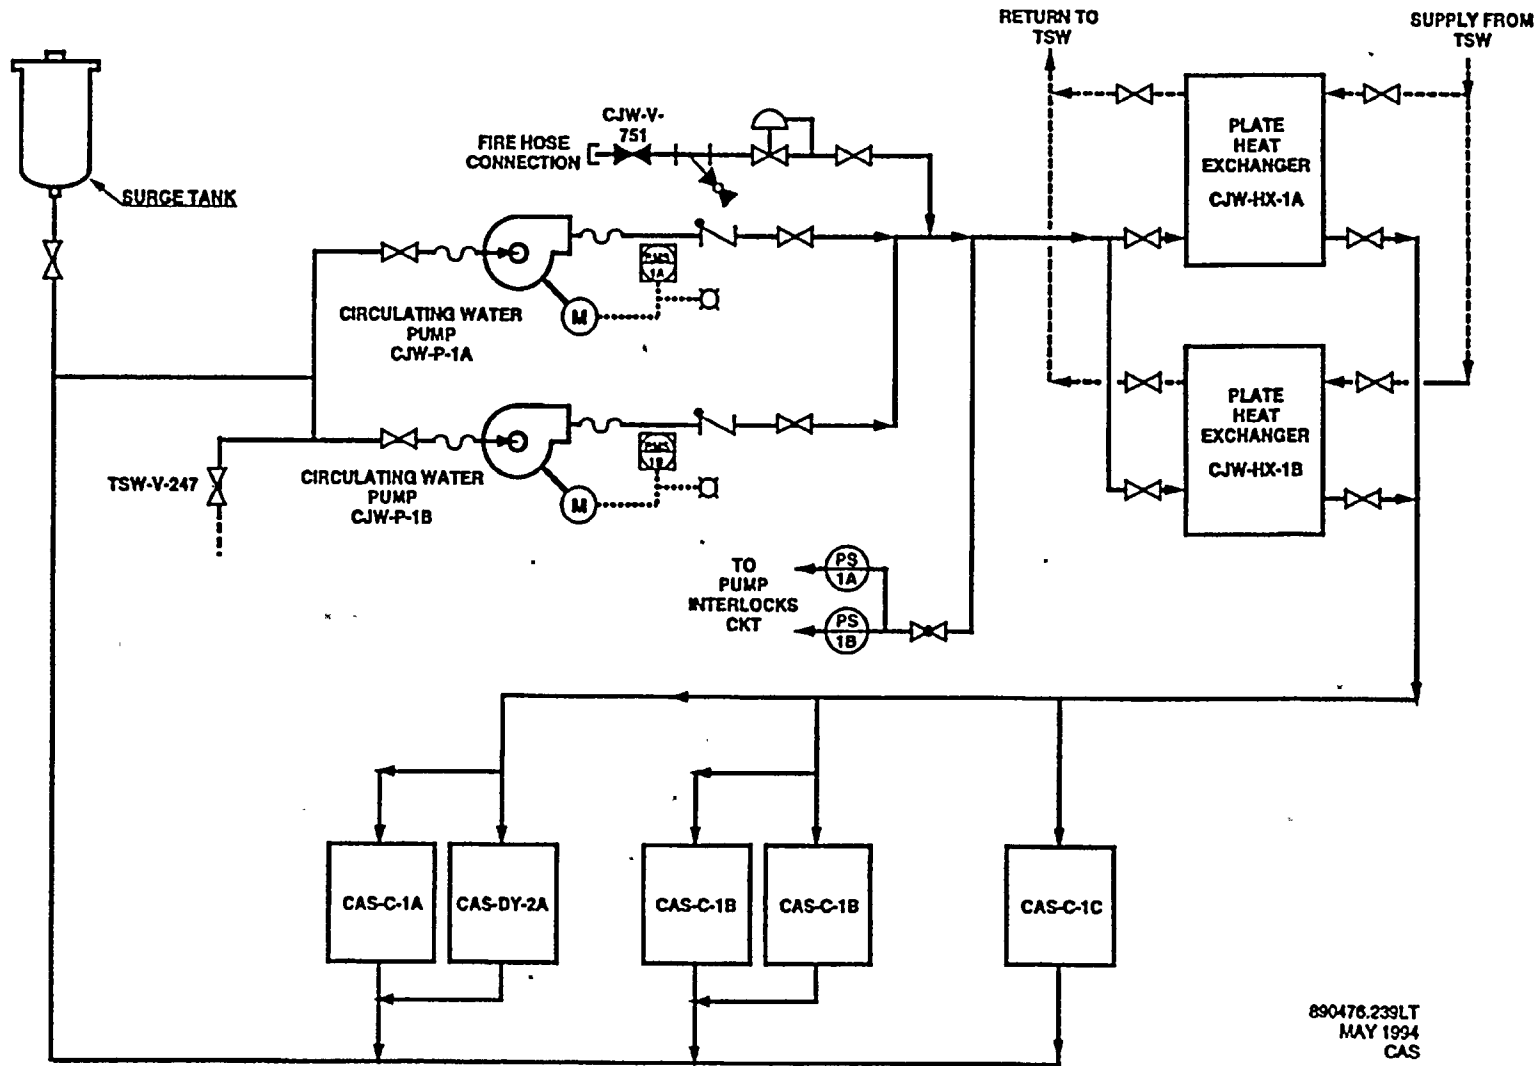 RETURN TO
TSW
SUPPLY FROM
TSW
CJW-V-
751
FIRE HOSE
CONNECTION
PLATE
HEAT
EXCHANGER
CJW-HX-1A
SURGE TANK
1A
M
CIRCULATING WATER
PUMP
CJW-P-1A
PLATE
HEAT
EXCHANGER
CJW-HX-1B
1B
M
TSW-V-247
CIRCULATING WATER
PUMP
CJW-P-1B
TO
PUMP
INTERLOCKS
CKT
PS
1A
PS
1B
CAS-C-1A
CAS-DY-2A
CAS-C-1B
CAS-C-1B
CAS-C-1C
890476.239LT
MAY 1994
CAS